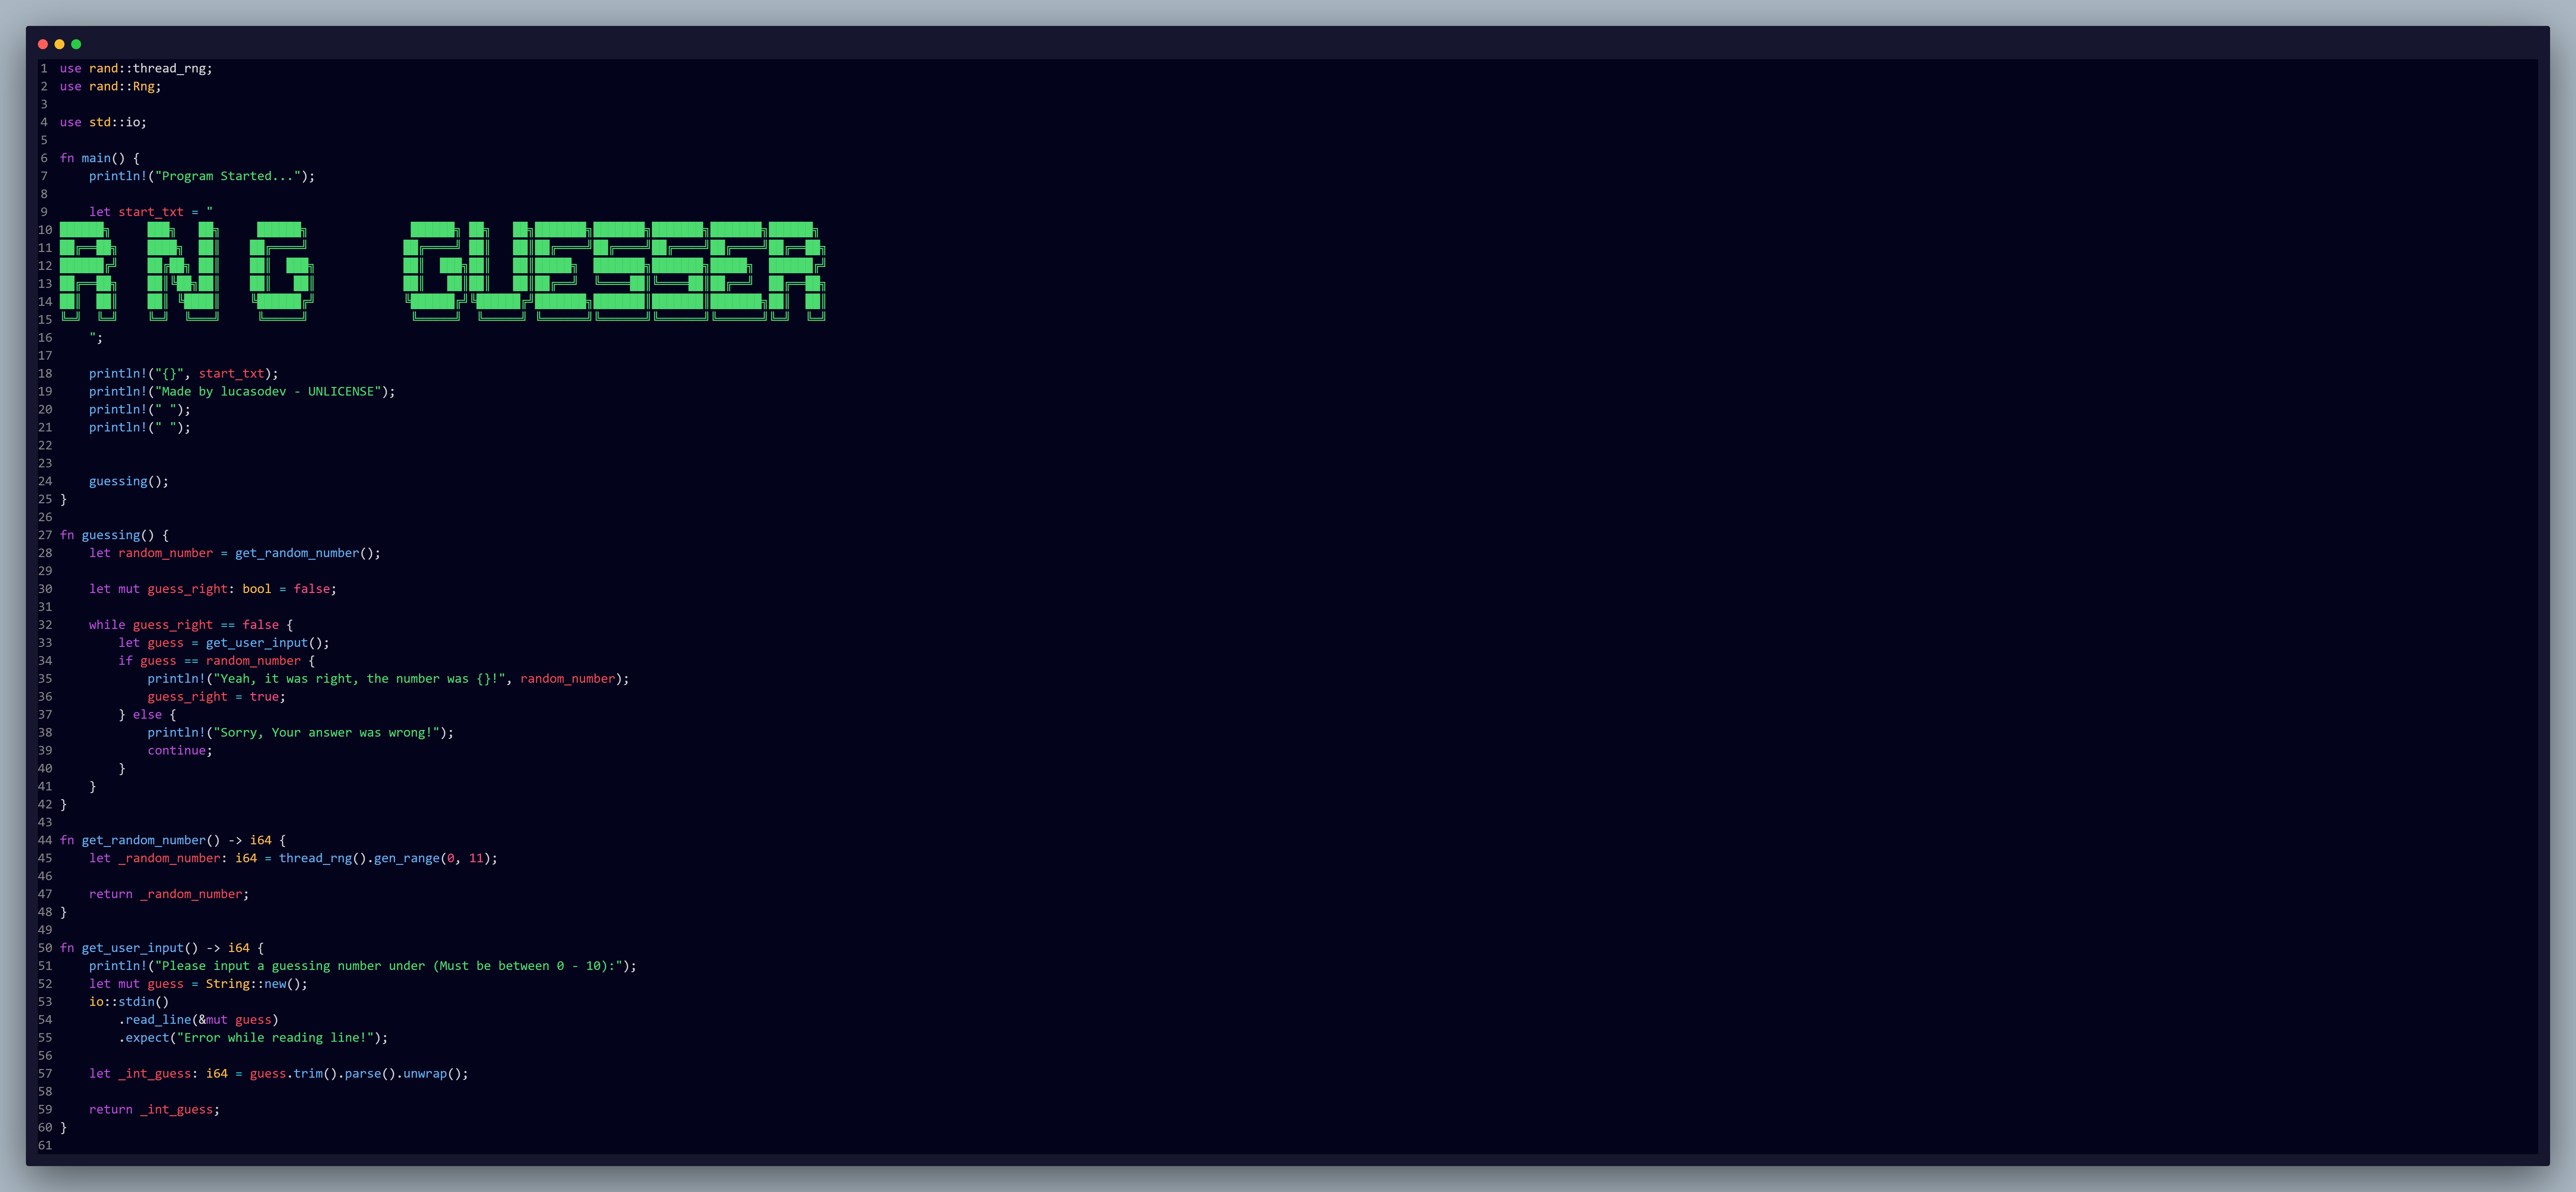 1 use rand::thread_rng;
2 use rand::Rng;
3
4 use std::io;
5
6 fn main() {
7     println!("Program Started...");
8
9     let start_txt = "
10
11
12 RNG GUESSER
13
14
15
16     ";
17
18     println!("{}", start_txt);
19     println!("Made by lucasodev - UNLICENSE");
20     println!(" ");
21     println!(" ");
22
23
24     guessing();
25 }
26
27 fn guessing() {
28     let random_number = get_random_number();
29
30     let mut guess_right: bool = false;
31
32     while guess_right == false {
33         let guess = get_user_input();
34         if guess == random_number {
35             println!("Yeah, it was right, the number was {}!", random_number);
36             guess_right = true;
37         } else {
38             println!("Sorry, Your answer was wrong!");
39             continue;
40         }
41     }
42 }
43
44 fn get_random_number() -> i64 {
45     let _random_number: i64 = thread_rng().gen_range(0, 11);
46
47     return _random_number;
48 }
49
50 fn get_user_input() -> i64 {
51     println!("Please input a guessing number under (Must be between 0 - 10):");
52     let mut guess = String::new();
53     io::stdin()
54         .read_line(&mut guess)
55         .expect("Error while reading line!");
56
57     let _int_guess: i64 = guess.trim().parse().unwrap();
58
59     return _int_guess;
60 }
61